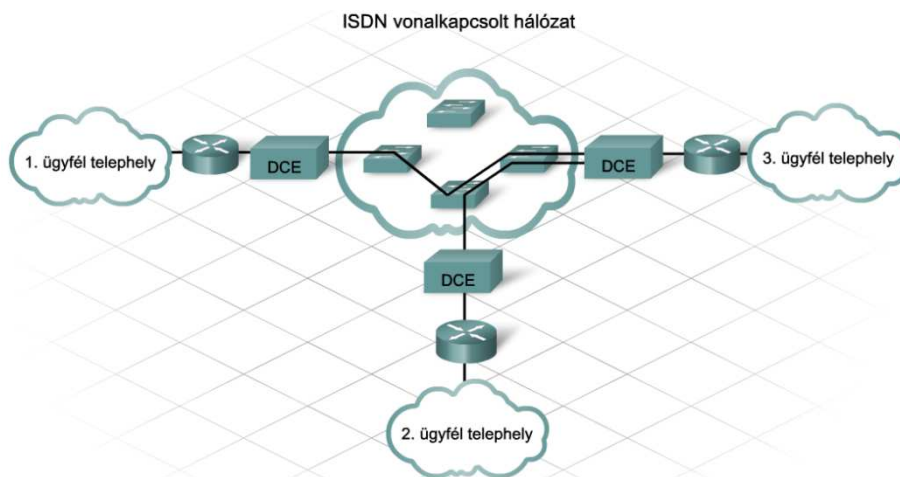 ISDN vonalkapcsolt hálózat
1. ügyfél telephely
DCE
DCE
3. ügyfél telephely
DCE
2. ügyfél telephely